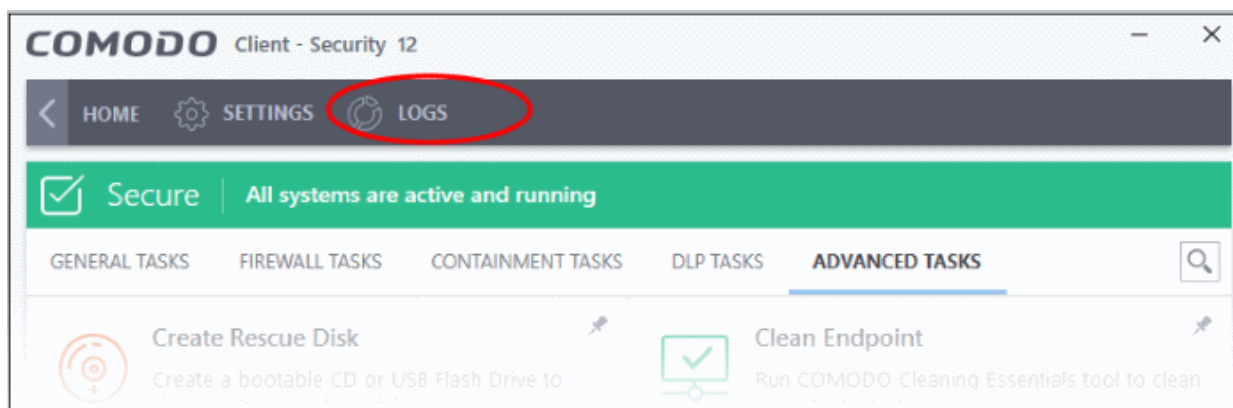 COMODO Client - Security 12
HOME SETTINGS LOGS
Secure All systems are active and running
GENERAL TASKS FIREWALL TASKS CONTAINMENT TASKS DLP TASKS ADVANCED TASKS
Create Rescue Disk
Create a bootable CD or USB Flash Drive to
Clean Endpoint
Run COMODO Cleaning Essentials tool to clean